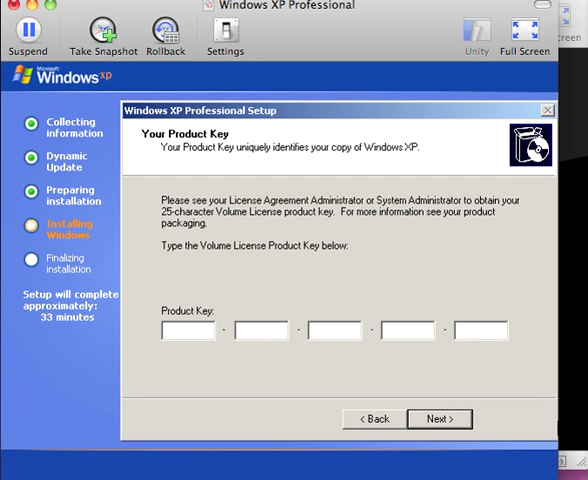 Windows XP Professional
Suspend
Take Snapshot
Rollback
Settings
Unity
Full Screen
Microsoft
Windows xp
Collecting
information
Dynamic
Update
Preparing
installation
Installing
Windows
Finalizing
installation
Setup will complete
approximately:
33 minutes
Windows XP Professional Setup
Your Product Key
Your Product Key uniquely identifies your copy of Windows XP.
Please see your License Agreement Administrator or System Administrator to obtain your
25-character Volume License product key. For more information see your product
packaging.
Type the Volume License Product Key below:
Product Key:
- - - -
< Back
Next >